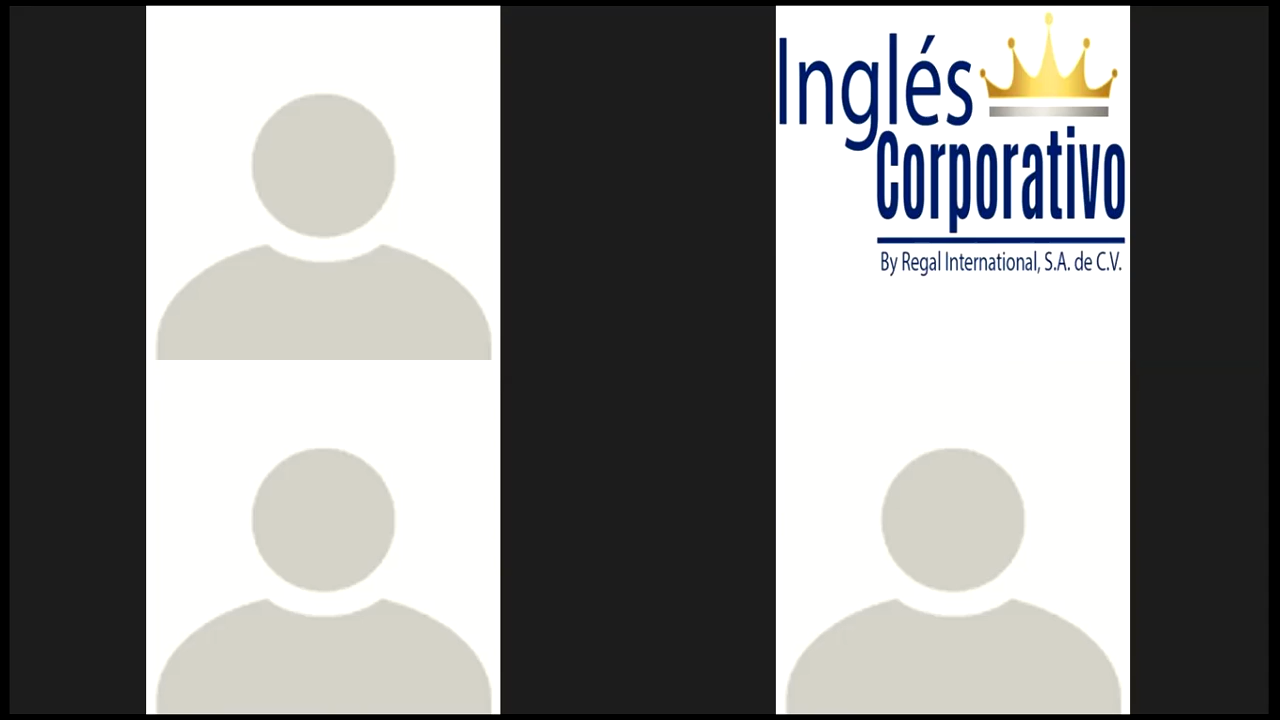 Inglés
Corporativo
By Regal International, S.A. de C.V.